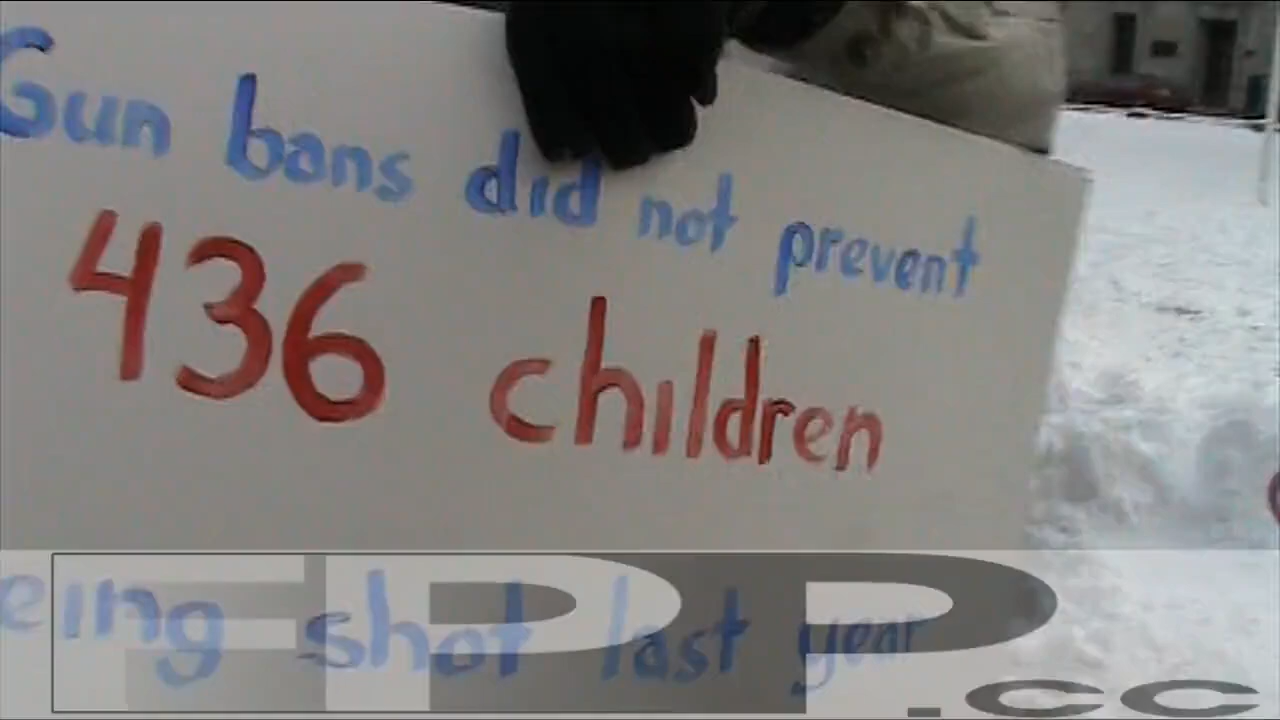 Gun bans did not prevent
436 children
eing shot last year
FPP.cc